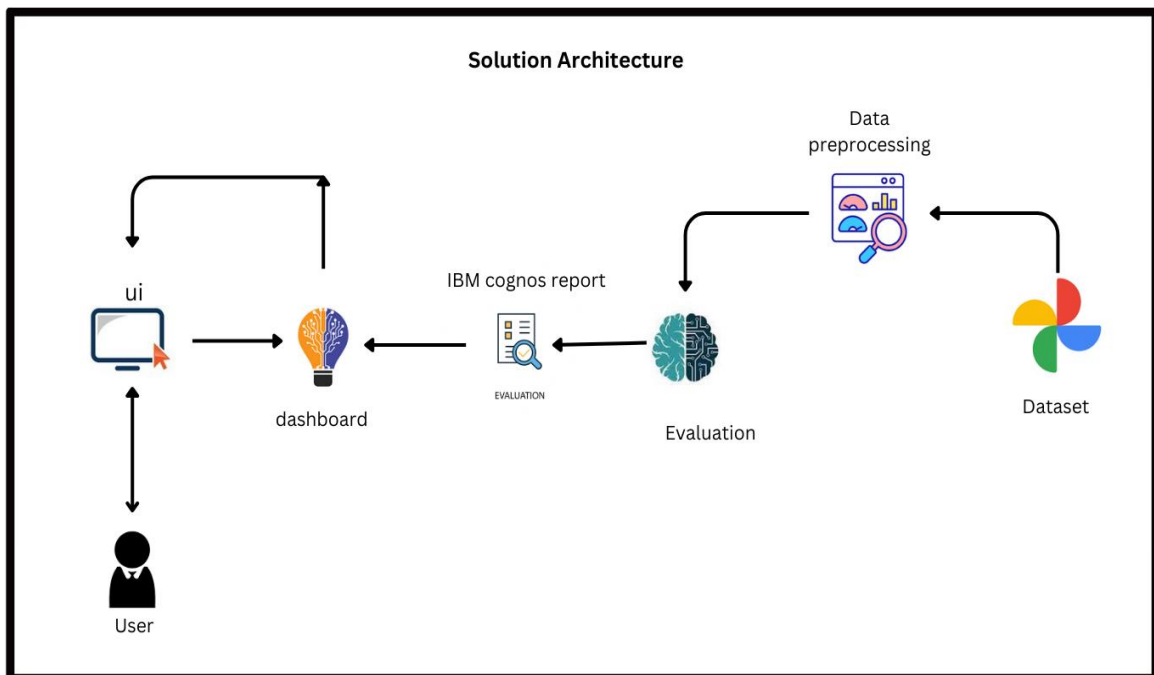 Solution Architecture
Data
preprocessing
ui
IBM cognos report
EVALUATION
dashboard
Evaluation
Dataset
User